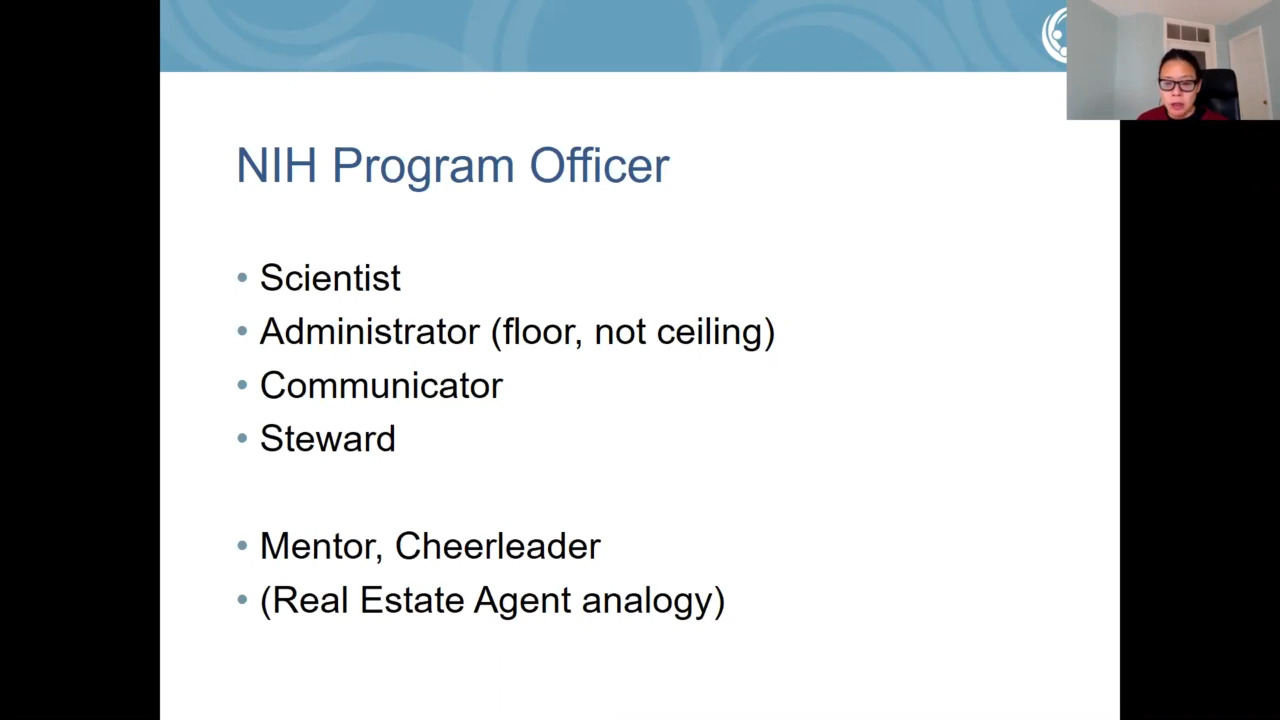 NIH Program Officer
• Scientist
• Administrator (floor, not ceiling)
• Communicator
• Steward
• Mentor, Cheerleader
• (Real Estate Agent analogy)